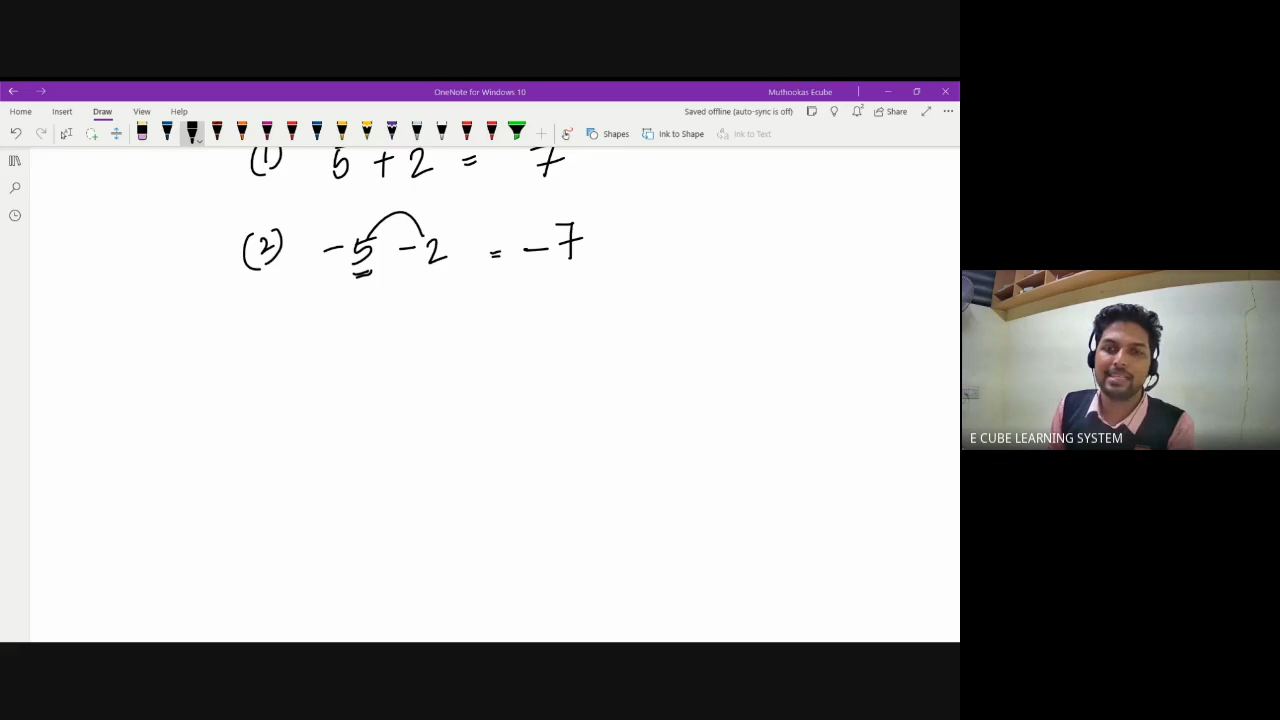 OneNote for Windows 10
Muthookas Ecube
Home Insert Draw View Help
Saved offline (auto-sync is off)
Share
Shapes
Ink to Shape
Ink to Text
(1) 5 + 2 = 7
(2) -5 -2 = -7
E CUBE LEARNING SYSTEM